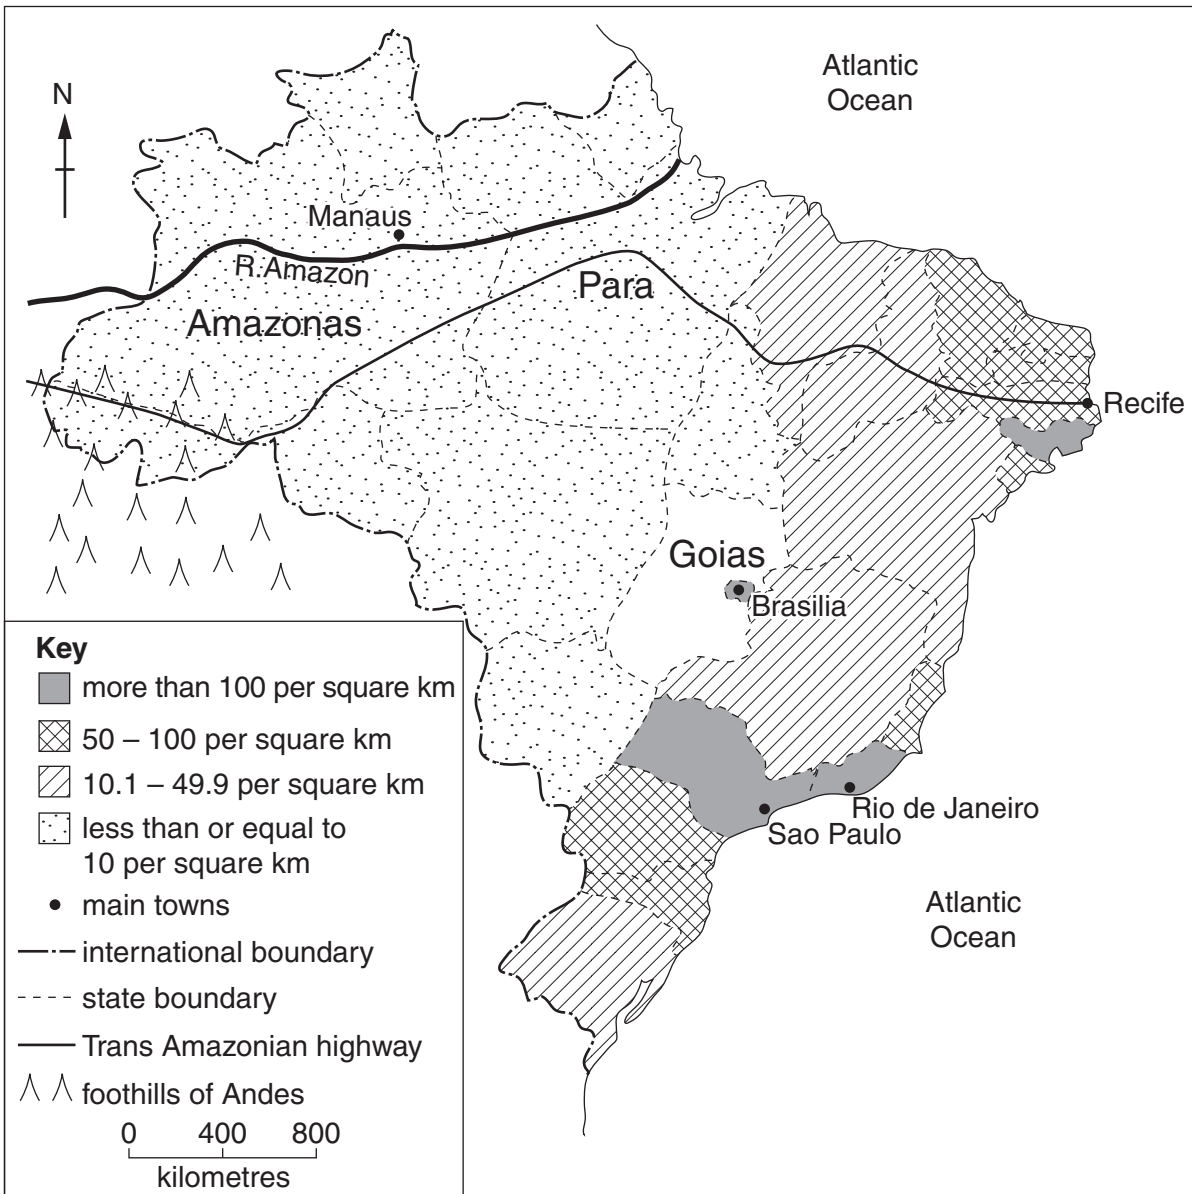 Atlantic
Ocean
N
Manaus
R.Amazon
Para
Amazonas
Recife
Goias
Brasilia
Key
more than 100 per square km
50 – 100 per square km
10.1 – 49.9 per square km
less than or equal to
10 per square km
main towns
international boundary
state boundary
Trans Amazonian highway
foothills of Andes
0 400 800
kilometres
Rio de Janeiro
Sao Paulo
Atlantic
Ocean